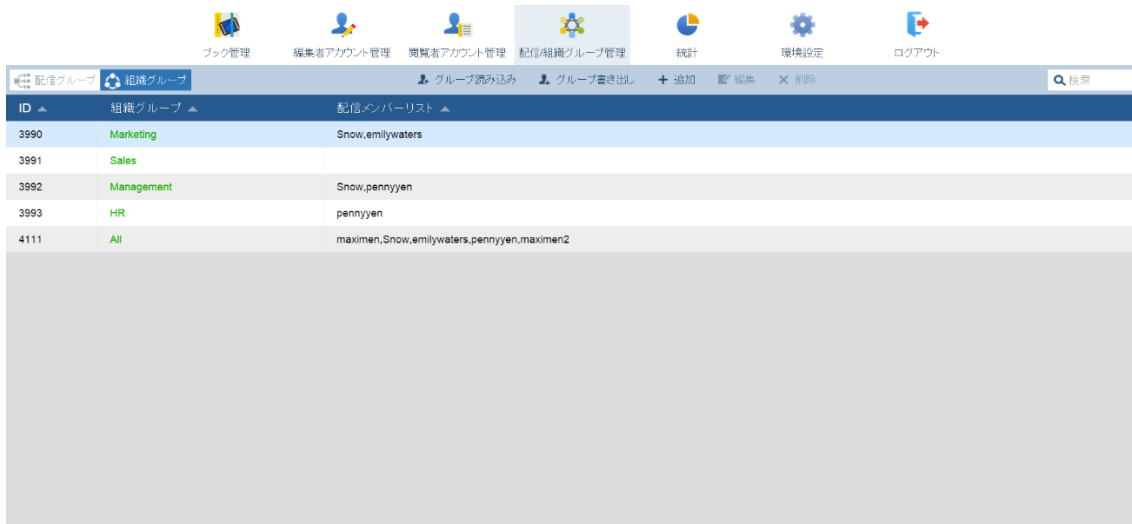 ブック管理 編集者アカウント管理 閲覧者アカウント管理 配信/組織グループ管理 統計 環境設定 ログアウト
配信グループ 組織グループ グループ読み込み グループ書き出し 追加 編集 削除 検索
ID 組織グループ 配信メンバーリスト
3990 Marketing Snow,emilywaters
3991 Sales
3992 Management Snow,pennyyen
3993 HR pennyyen
4111 All maximen,Snow,emilywaters,pennyyen,maximen2